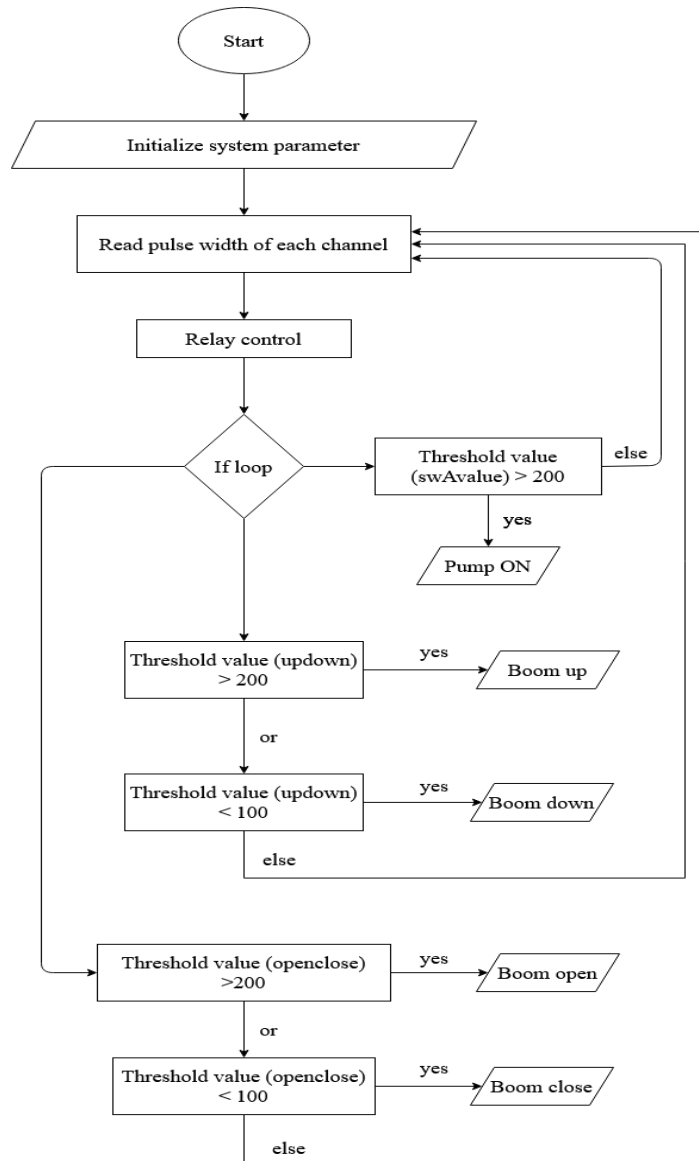 Start
Initialize system parameter
Read pulse width of each channel
Relay control
If loop
Threshold value
(swAvalue) > 200
else
yes
Pump ON
Threshold value (updown)
> 200
yes
Boom up
or
Threshold value (updown)
< 100
yes
Boom down
else
Threshold value (openclose)
>200
yes
Boom open
or
Threshold value (openclose)
< 100
yes
Boom close
else